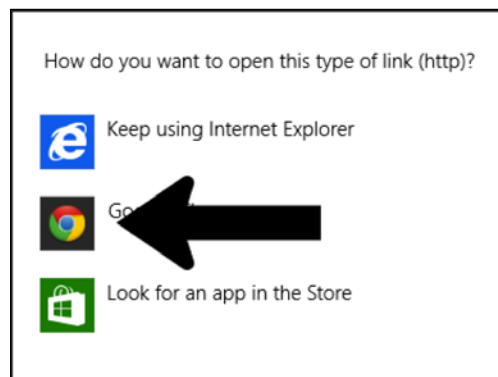 How do you want to open this type of link (http)?
Keep using Internet Explorer
Look for an app in the Store